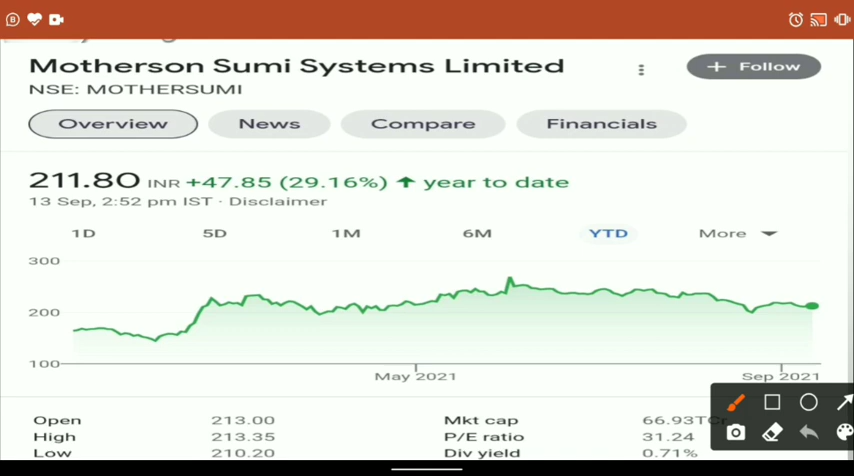 Motherson Sumi Systems Limited
+ Follow
NSE: MOTHERSUMI
Overview News Compare Financials
211.80 INR +47.85 (29.16%) ↑ year to date
13 Sep, 2:52 pm IST · Disclaimer
1D 5D 1M 6M YTD More
300
200
100
May 2021 Sep 2021
Open 213.00 Mkt cap 66.93TCr
High 213.35 P/E ratio 31.24
Low 210.20 Div yield 0.71%